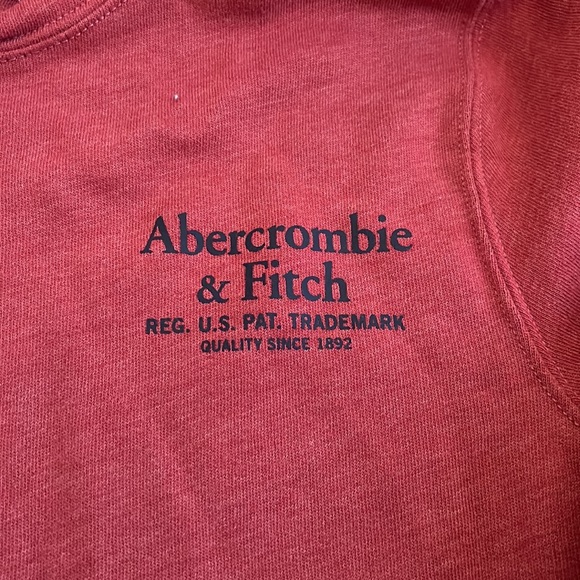 Abercrombie
& Fitch
REG. U.S. PAT. TRADEMARK
QUALITY SINCE 1892